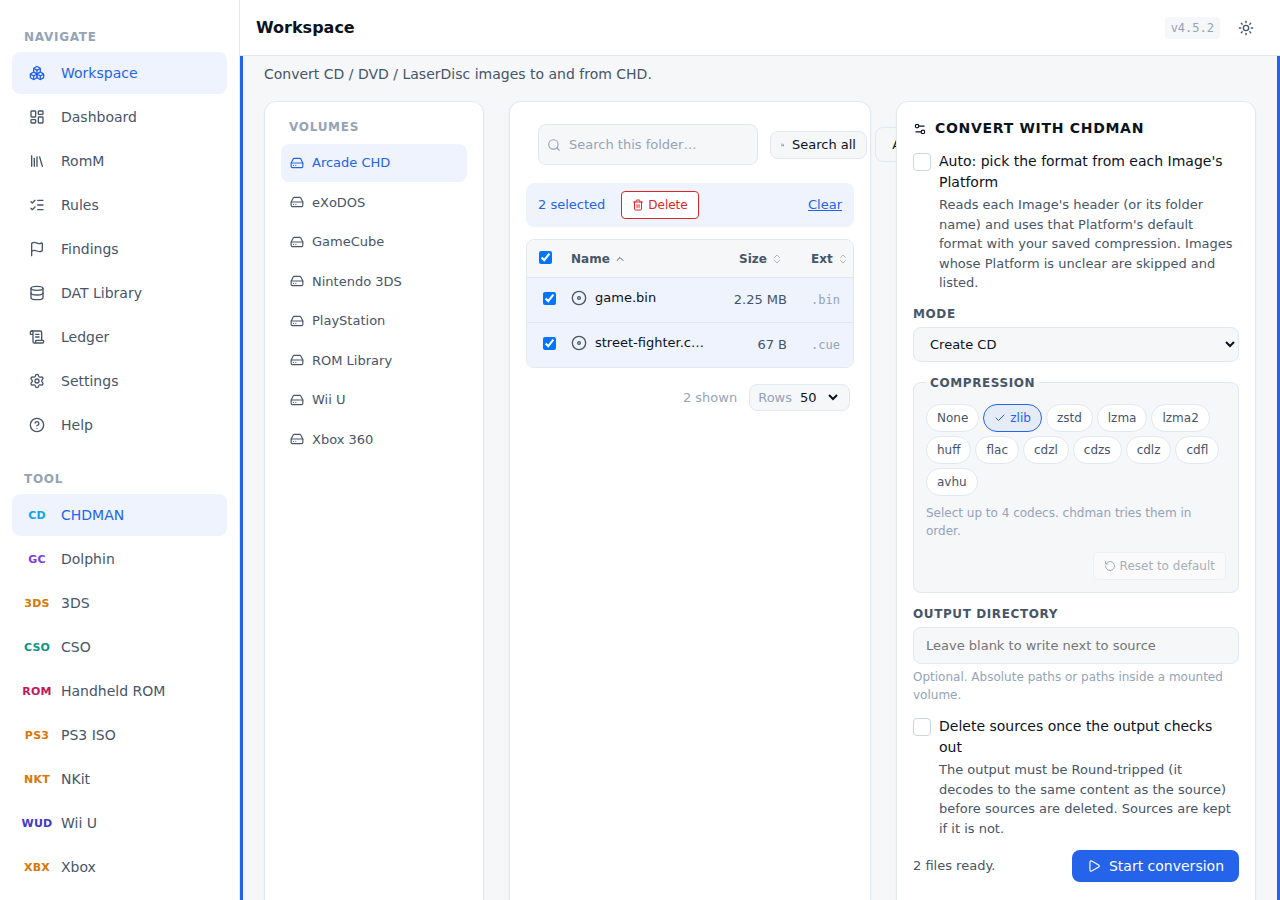 NAVIGATE
Workspace
Dashboard
RomM
Rules
Findings
DAT Library
Ledger
Settings
Help
TOOL
CD CHDMAN
GC Dolphin
3DS 3DS
CSO CSO
ROM Handheld ROM
PS3 PS3 ISO
NKT NKit
WUD Wii U
XBX Xbox
Workspace
v4.5.2
Convert CD / DVD / LaserDisc images to and from CHD.
VOLUMES
Arcade CHD
eXoDOS
GameCube
Nintendo 3DS
PlayStation
ROM Library
Wii U
Xbox 360
Search this folder…
Search all
2 selected
Delete
Clear
Name
Size
Ext
game.bin
2.25 MB
.bin
street-fighter.c…
67 B
.cue
2 shown
Rows 50
CONVERT WITH CHDMAN
Auto: pick the format from each Image's
Platform
Reads each Image's header (or its folder
name) and uses that Platform's default
format with your saved compression. Images
whose Platform is unclear are skipped and
listed.
MODE
Create CD
COMPRESSION
None zlib zstd lzma lzma2
huff flac cdzl cdzs cdlz cdfl
avhu
Select up to 4 codecs. chdman tries them in
order.
Reset to default
OUTPUT DIRECTORY
Leave blank to write next to source
Optional. Absolute paths or paths inside a mounted
volume.
Delete sources once the output checks
out
The output must be Round-tripped (it
decodes to the same content as the source)
before sources are deleted. Sources are kept
if it is not.
2 files ready.
Start conversion